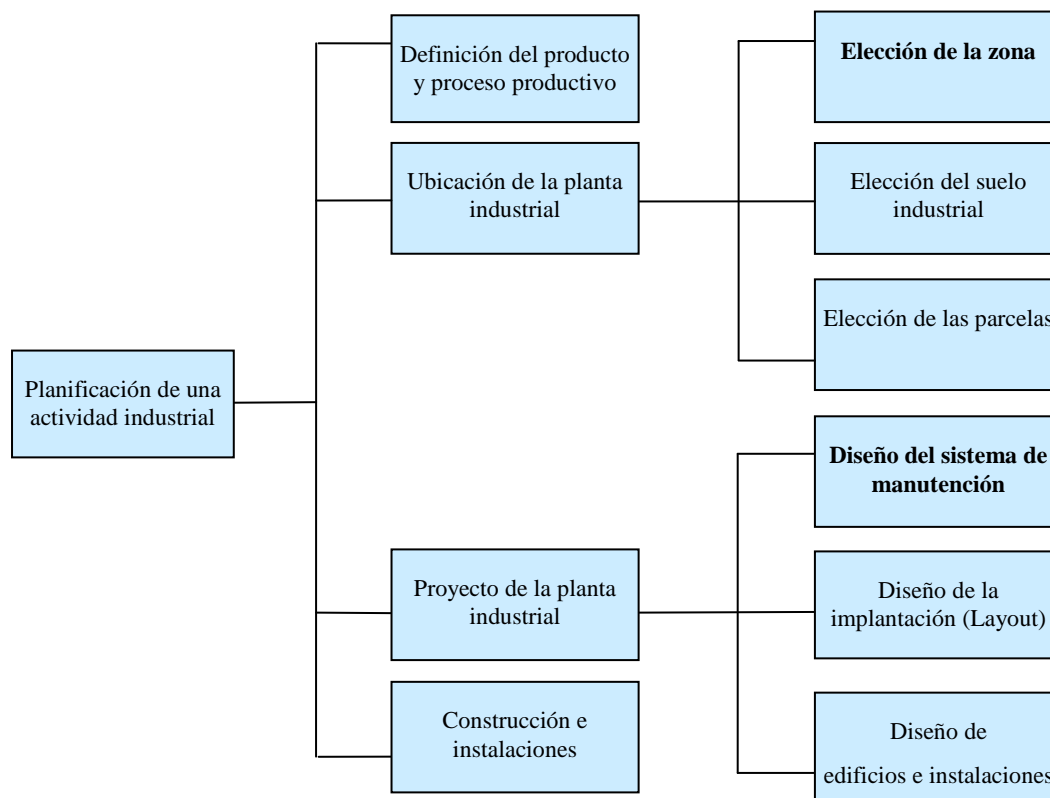 Planificación de una
actividad industrial
Definición del producto
y proceso productivo
Ubicación de la planta
industrial
Elección de la zona
Elección del suelo
industrial
Elección de las parcelas
Proyecto de la planta
industrial
Diseño del sistema de
manutención
Diseño de la
implantación (Layout)
Diseño de
edificios e instalaciones
Construcción e
instalaciones